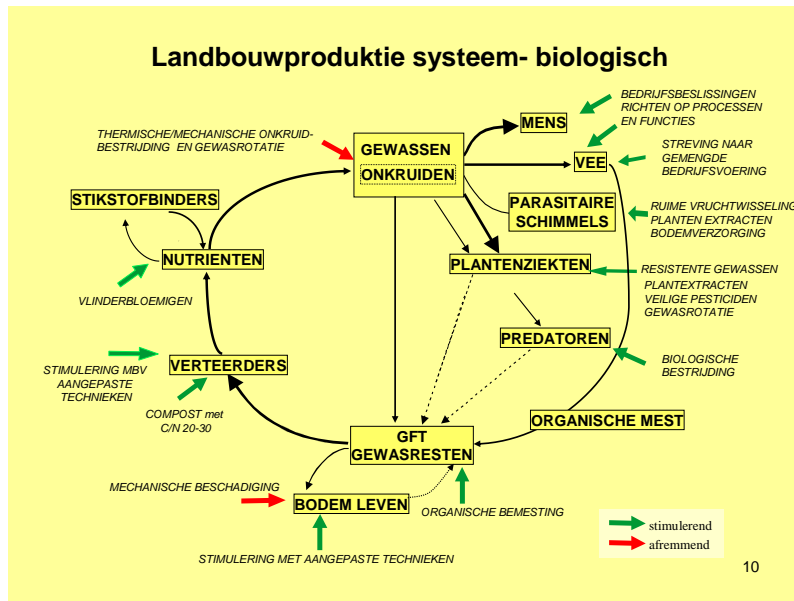 Landbouwproduktie systeem- biologisch
BEDRIJFSBESLISSINGEN
RICHTEN OP PROCESSEN
EN FUNCTIES
MENS
THERMISCHE/MECHANISCHE ONKRUID-
BESTRIJDING EN GEWASROTATIE
GEWASSEN
ONKRUIDEN
VEE
STREVING NAAR
GEMENGDE
BEDRIJFSVOERING
STIKSTOFBINDERS
PARASITAIRE
SCHIMMELS
RUIME VRUCHTWISSELING
PLANTEN EXTRACTEN
BODEMVERZORGING
NUTRIENTEN
PLANTENZIEKTEN
RESISTENTE GEWASSEN
PLANTEXTRACTEN
VEILIGE PESTICIDEN
GEWASROTATIE
VLINDERBLOEMIGEN
PREDATOREN
BIOLOGISCHE
BESTRIJDING
STIMULERING MBV
AANGEPASTE
TECHNIEKEN
VERTEERDERS
COMPOST met
C/N 20-30
ORGANISCHE MEST
GFT
GEWASRESTEN
MECHANISCHE BESCHADIGING
BODEM LEVEN
ORGANISCHE BEMESTING
STIMULERING MET AANGEPASTE TECHNIEKEN
stimulerend
afremmend
10